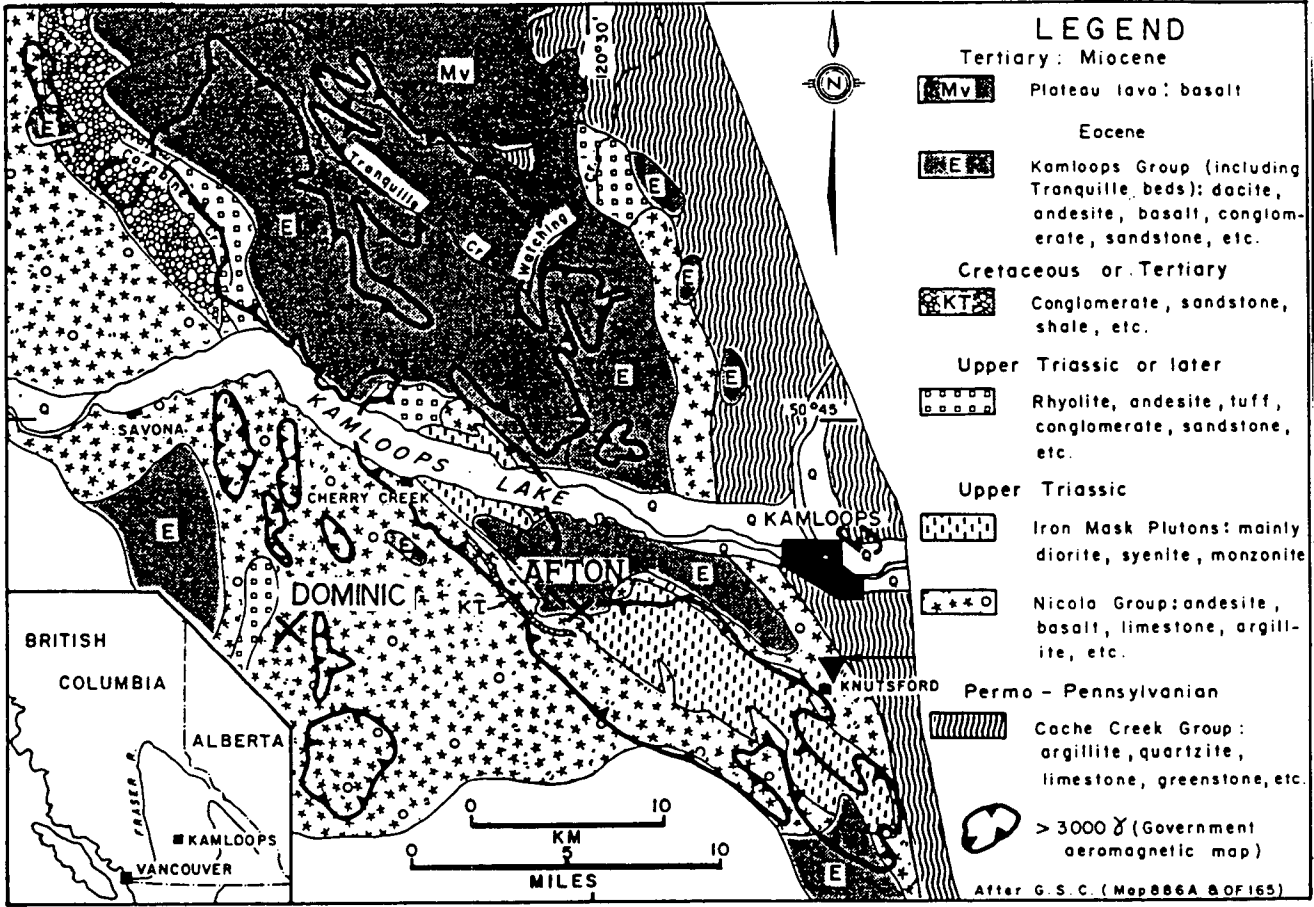 Mv
120°30'
E
Carabine Cr.
Tranquille
Cr.
E
E
Cr
Watching
E
E
E
50°45'
Q
SAVONA
KAMLOOPS LAKE
CHERRY CREEK
Q
Q
Q
KAMLOOPS
Q
E
E
AFTON
E
Q
DOMINIC
KT
KNUTSFORD
E
BRITISH
COLUMBIA
ALBERTA
FRASER R.
KAMLOOPS
VANCOUVER
0 10
KM
0 5 10
MILES
LEGEND
Tertiary: Miocene
Mv Plateau lava: basalt
Eocene
E Kamloops Group (including
Tranquille beds): dacite,
andesite, basalt, conglom-
erate, sandstone, etc.
Cretaceous or Tertiary
KT Conglomerate, sandstone,
shale, etc.
Upper Triassic or later
Rhyolite, andesite, tuff,
conglomerate, sandstone,
etc.
Upper Triassic
Iron Mask Plutons: mainly
diorite, syenite, monzonite
Nicola Group: andesite,
basalt, limestone, argill-
ite, etc.
Permo - Pennsylvanian
Cache Creek Group:
argillite, quartzite,
limestone, greenstone, etc.
> 3000 ɣ (Government
aeromagnetic map)
After G.S.C. (Map 886A & OF165)
N